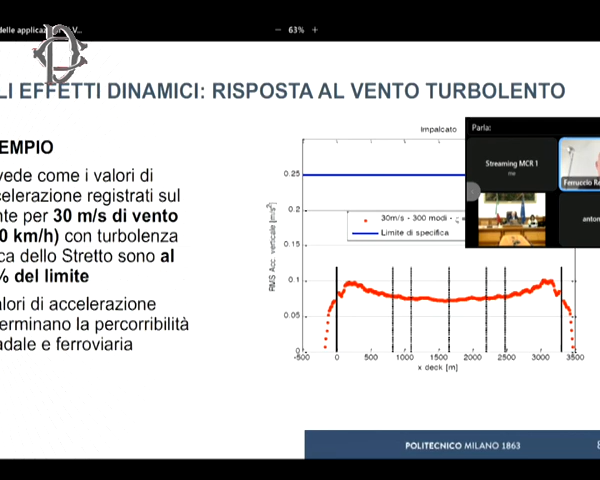 delle applicaz
V...
63%
LI EFFETTI DINAMICI: RISPOSTA AL VENTO TURBOLENTO
EMPIO
vede come i valori di
celerazione registrati sul
nte per 30 m/s di vento
0 km/h) con turbolenza
ca dello Stretto sono al
% del limite
alori di accelerazione
erminano la percorribilità
adale e ferroviaria
Impalcato
Parla:
Streaming MCR 1
me
Ferruccio Re
anton
RMS Acc. verticale [m/s²]
0.25
0.2
0.15
0.1
0.05
0
30m/s - 300 modi -
Limite di specifica
-500 0 500 1000 1500 2000 2500 3000 3500
x deck [m]
POLITECNICO MILANO 1863